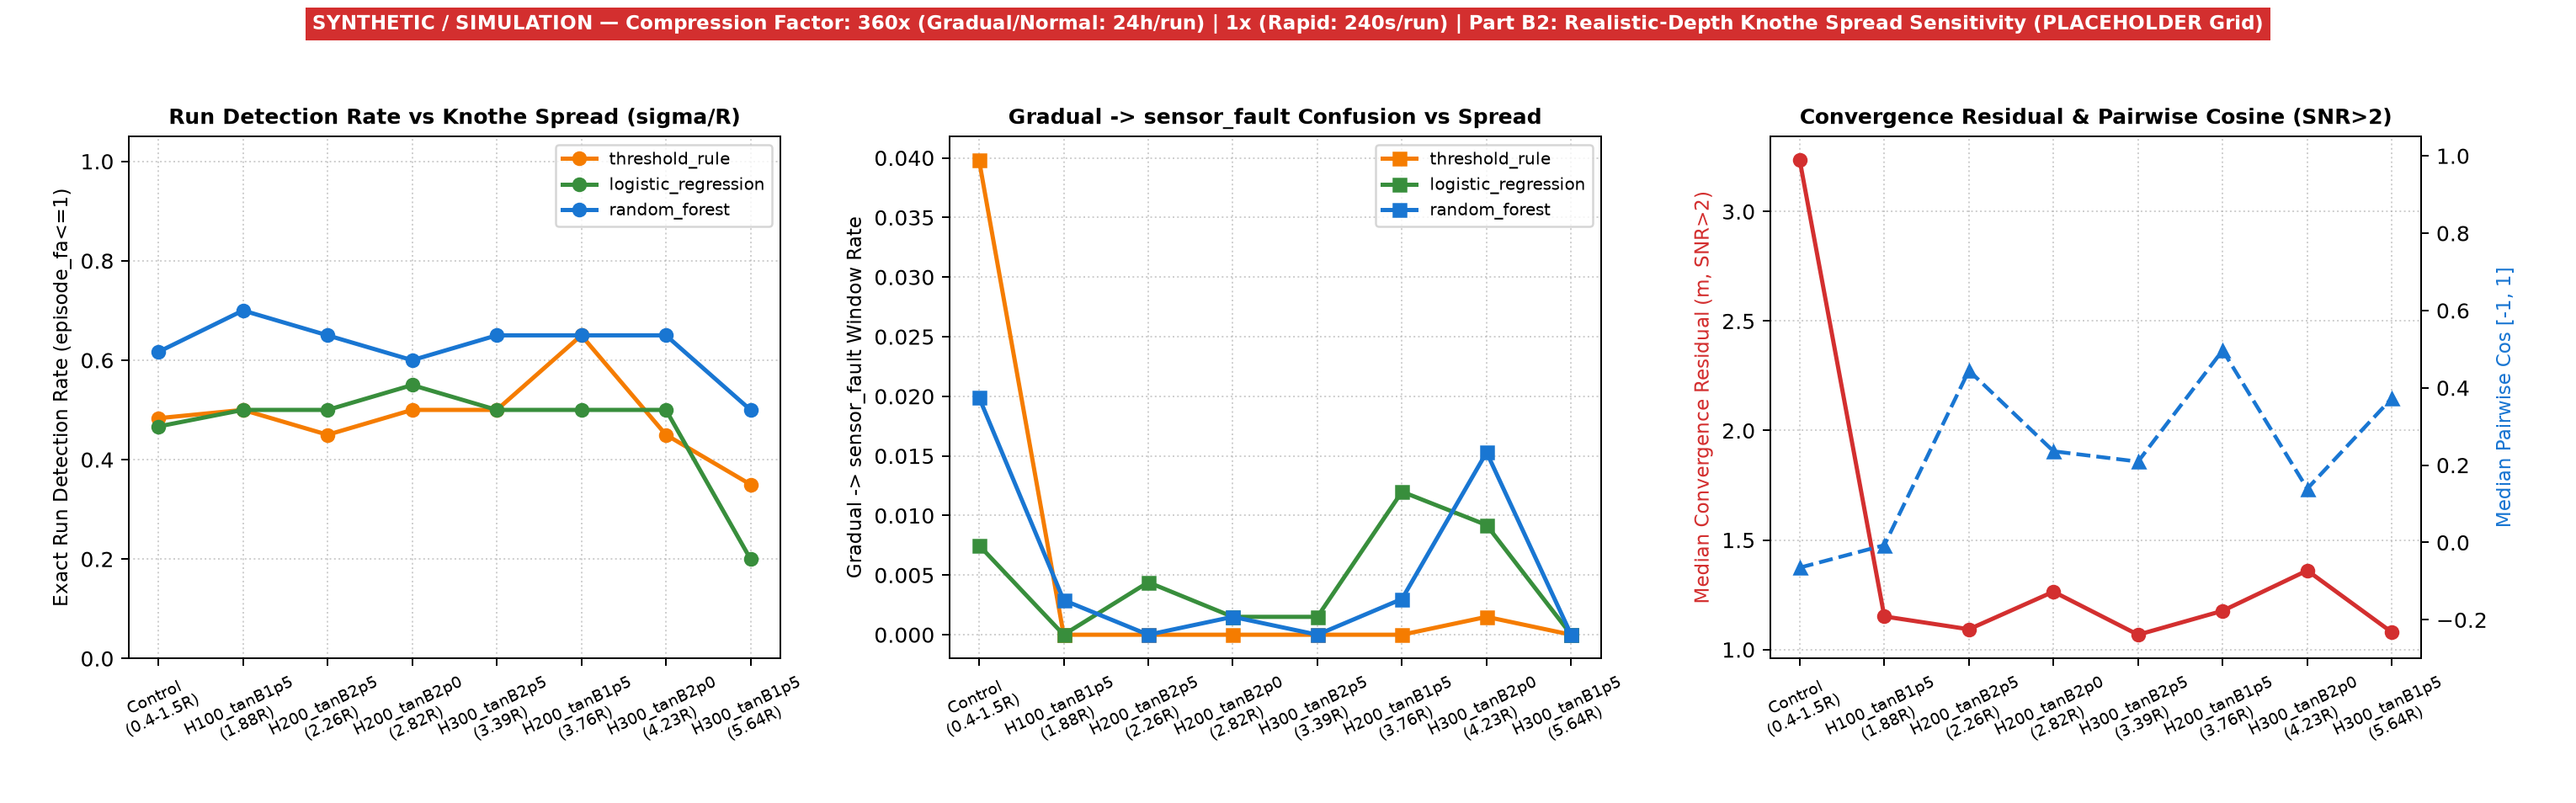 SYNTHETIC / SIMULATION — Compression Factor: 360x (Gradual/Normal: 24h/run) | 1x (Rapid: 240s/run) | Part B2: Realistic-Depth Knothe Spread Sensitivity (PLACEHOLDER Grid)
Run Detection Rate vs Knothe Spread (sigma/R)
Exact Run Detection Rate (episode_fa<=1)
1.0
0.8
0.6
0.4
0.2
0.0
threshold_rule
logistic_regression
random_forest
Control
(0.4-1.5R)
H100_tanB1p5
(1.88R)
H200_tanB2p5
(2.26R)
H200_tanB2p0
(2.82R)
H300_tanB2p5
(3.39R)
H200_tanB1p5
(3.76R)
H300_tanB2p0
(4.23R)
H300_tanB1p5
(5.64R)
Gradual -> sensor_fault Confusion vs Spread
Gradual -> sensor_fault Window Rate
0.040
0.035
0.030
0.025
0.020
0.015
0.010
0.005
0.000
threshold_rule
logistic_regression
random_forest
Control
(0.4-1.5R)
H100_tanB1p5
(1.88R)
H200_tanB2p5
(2.26R)
H200_tanB2p0
(2.82R)
H300_tanB2p5
(3.39R)
H200_tanB1p5
(3.76R)
H300_tanB2p0
(4.23R)
H300_tanB1p5
(5.64R)
Convergence Residual & Pairwise Cosine (SNR>2)
Median Convergence Residual (m, SNR>2)
3.0
2.5
2.0
1.5
1.0
1.0
0.8
0.6
0.4
0.2
0.0
−0.2
Median Pairwise Cos [-1, 1]
Control
(0.4-1.5R)
H100_tanB1p5
(1.88R)
H200_tanB2p5
(2.26R)
H200_tanB2p0
(2.82R)
H300_tanB2p5
(3.39R)
H200_tanB1p5
(3.76R)
H300_tanB2p0
(4.23R)
H300_tanB1p5
(5.64R)